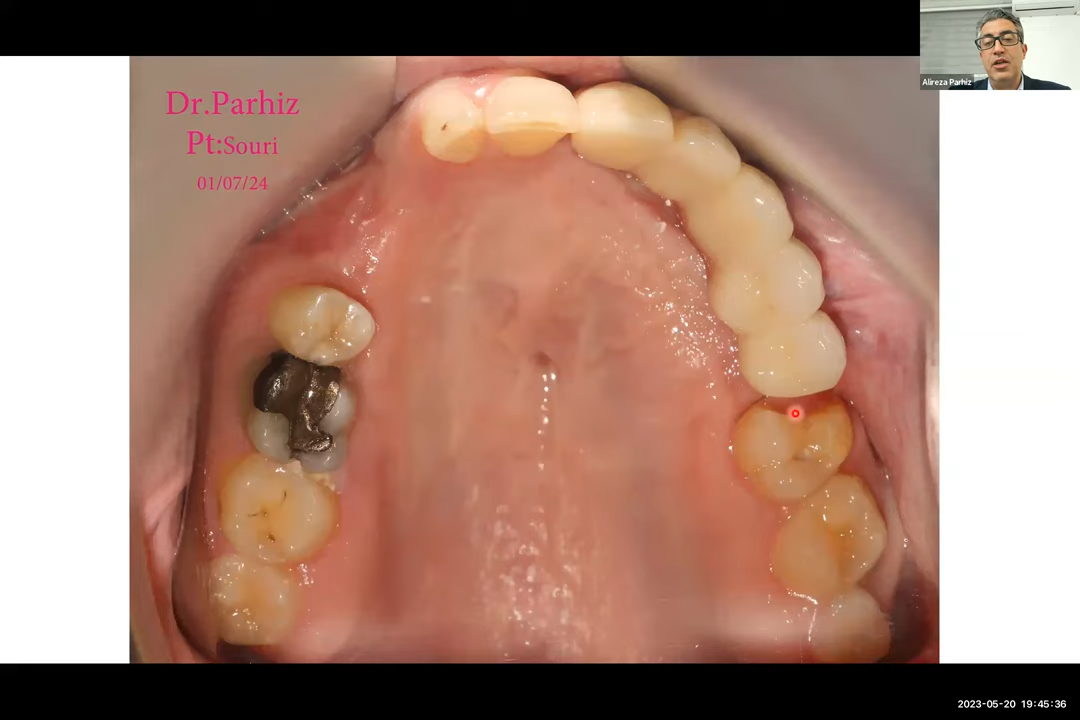 Dr.Parhiz
Pt:Souri
01/07/24
Alireza Parhiz
2023-05-20 19:45:36